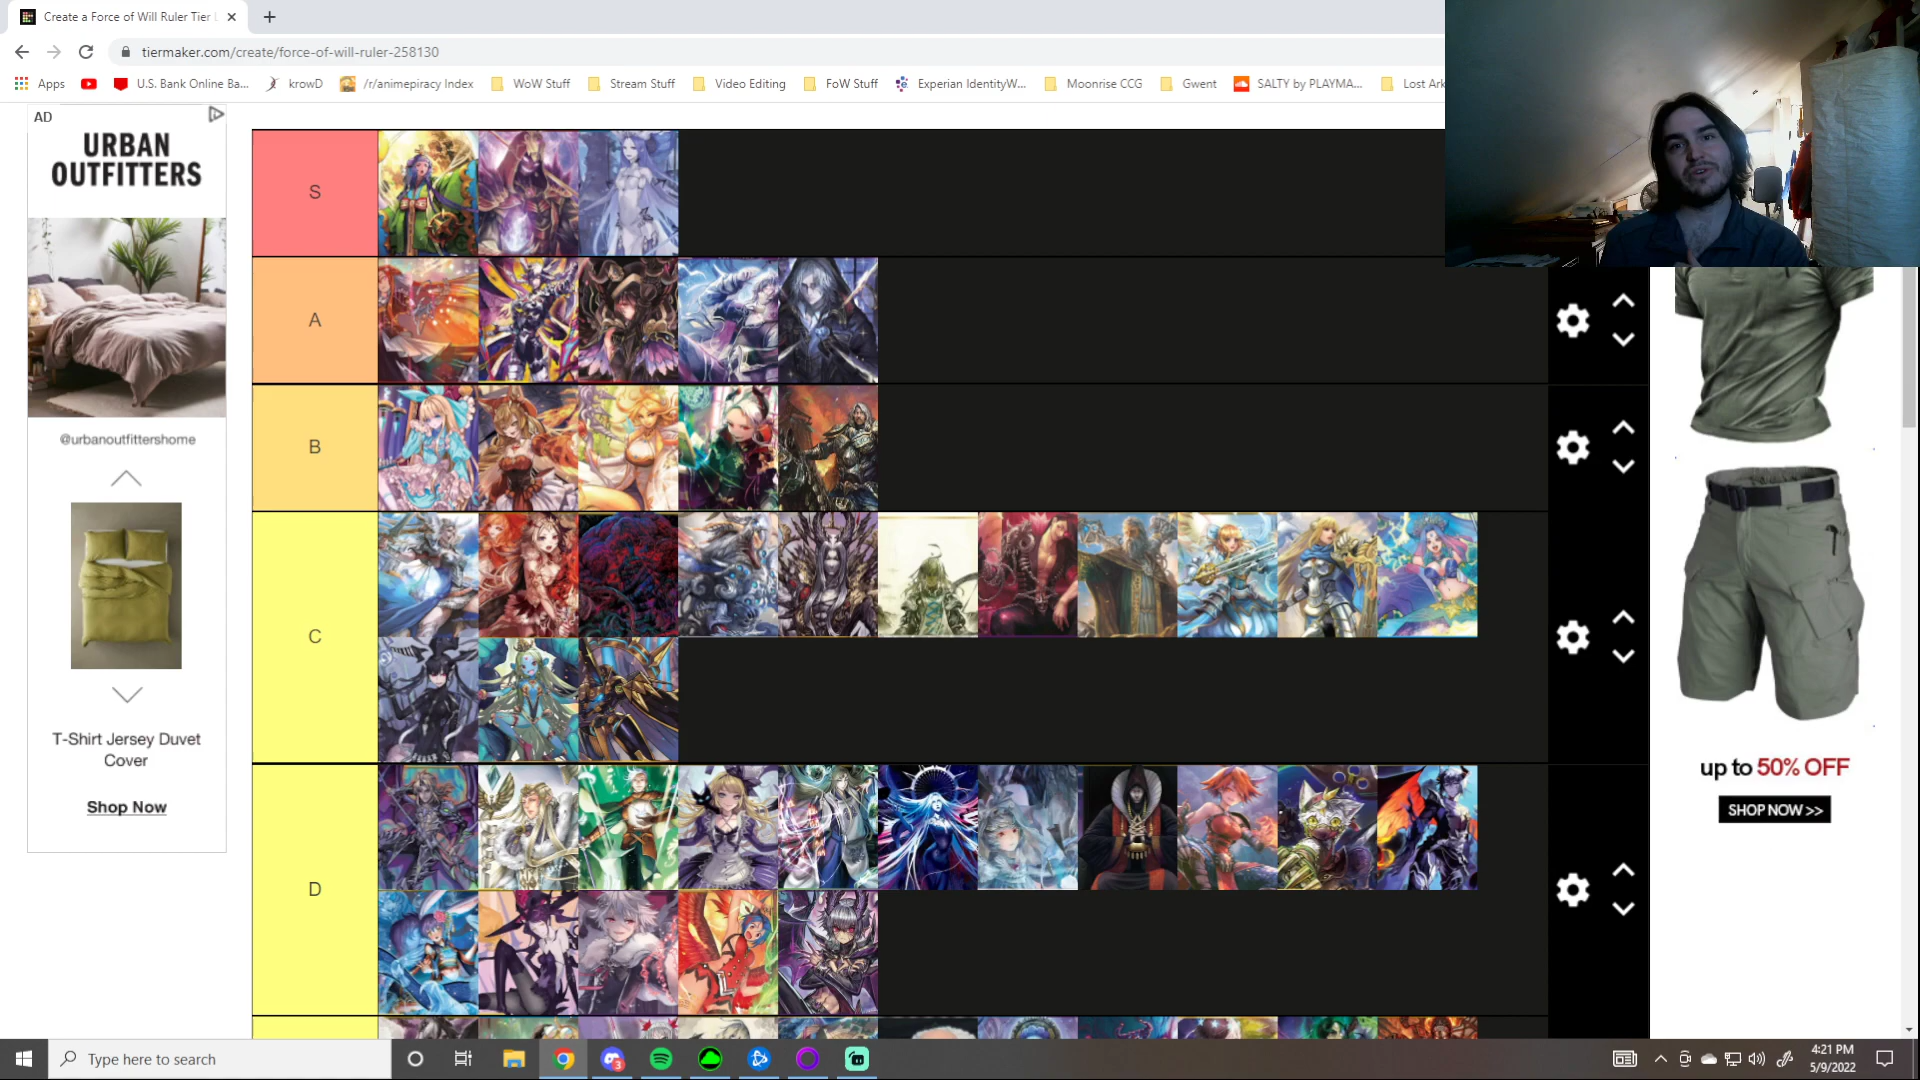 Create a Force of Will Ruler Tier L
tiermaker.com/create/force-of-will-ruler-258130
Apps
U.S. Bank Online Ba...
krowD
/r/animepiracy Index
WoW Stuff
Stream Stuff
Video Editing
FoW Stuff
Experian IdentityW...
Moonrise CCG
Gwent
SALTY by PLAYMA...
Lost Ark
AD
URBAN
OUTFITTERS
@urbanoutfittershome
T-Shirt Jersey Duvet
Cover
Shop Now
S
A
B
C
D
up to 50% OFF
SHOP NOW >>
Type here to search
3
4:21 PM
5/9/2022